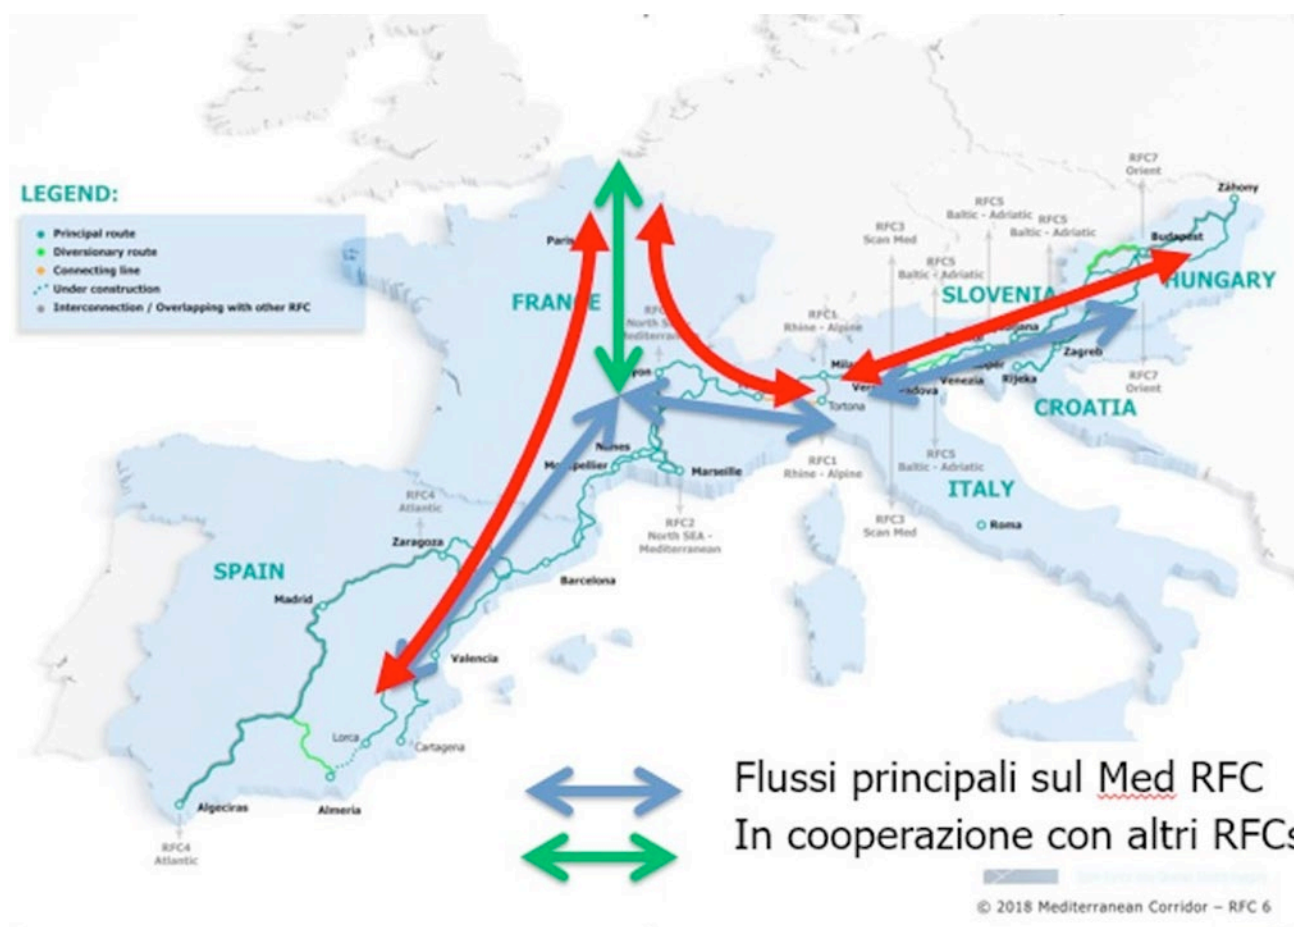 RFC7
Orient
Záhony
LEGEND:
RFC5
Baltic - Adriatic
RFC5
Baltic - Adriatic
RFC3
Scan Med
Principal route
Diversionary route
Connecting line
Under construction
Interconnection / Overlapping with other RFC
Paris
Budapest
RFC5
Baltic - Adriatic
HUNGARY
SLOVENIA
FRANCE
North
RFC1
Rhine - Alpine
Zagreb
Venezia
Rijeka
RFC7
Orient
Tortona
CROATIA
Marseille
RFC1
Rhine - Alpine
RFC5
Baltic - Adriatic
ITALY
RFC4
Atlantic
RFC2
North SEA -
Mediterranean
RFC3
Scan Med
Roma
Zaragoza
SPAIN
Barcelona
Madrid
Valencia
Lorca
Cartagena
Algeciras
Almeria
RFC4
Atlantic
Flussi principali sul Med RFC
In cooperazione con altri RFCs
© 2018 Mediterranean Corridor – RFC 6